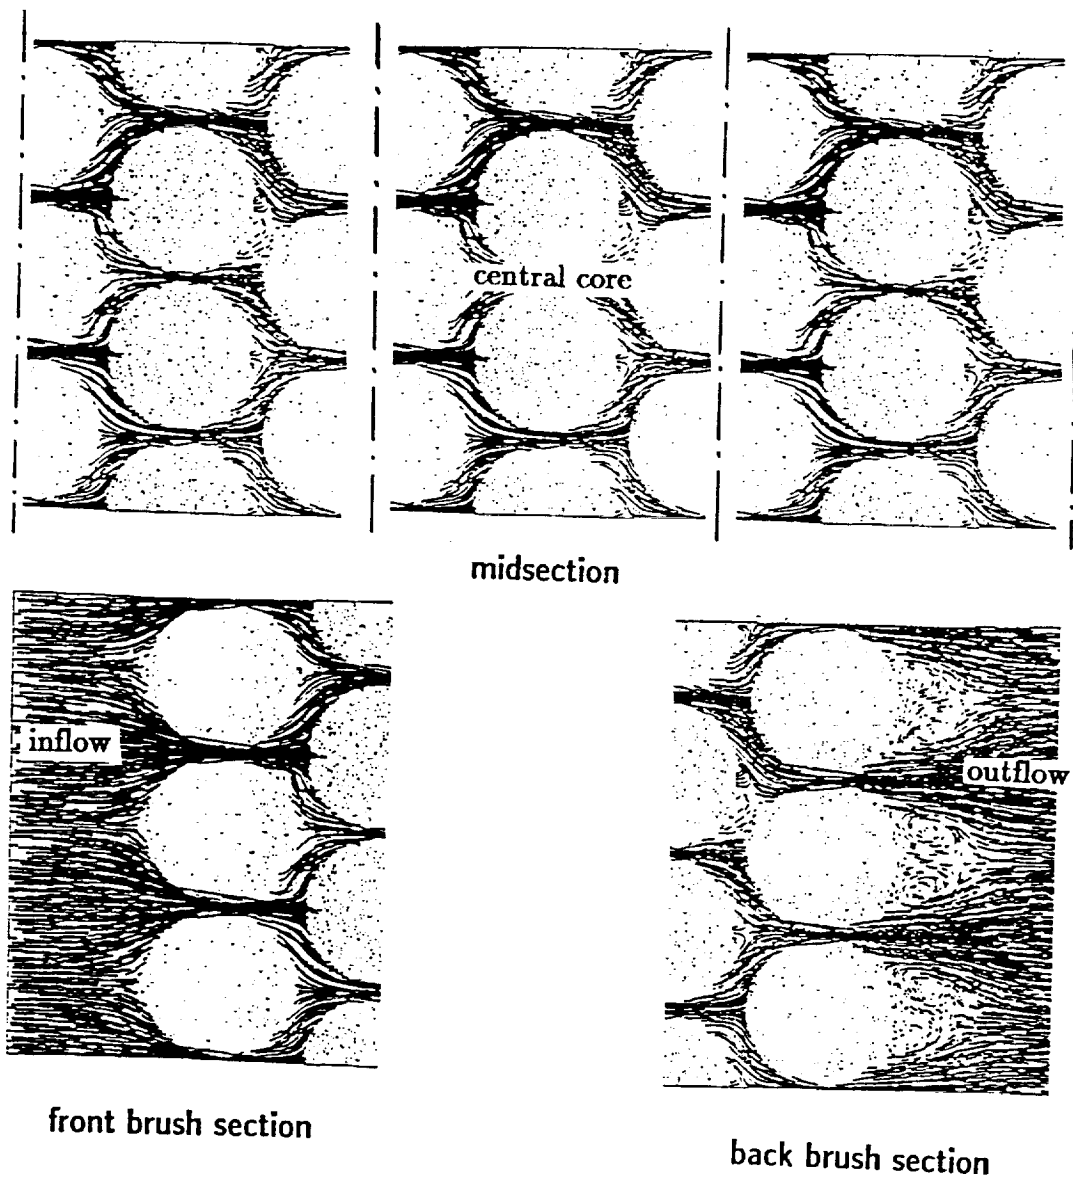 central core
midsection
inflow
outflow
front brush section
back brush section